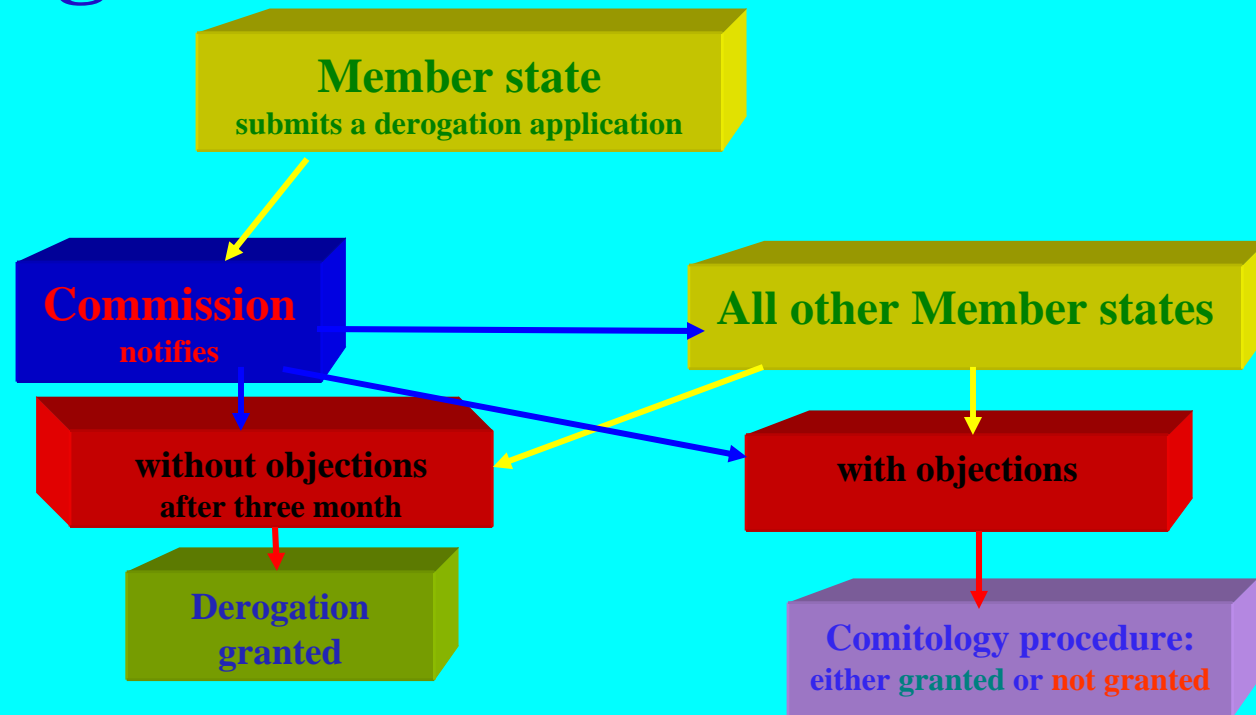 Member state
submits a derogation application
Commission
notifies
All other Member states
without objections
after three month
with objections
Derogation
granted
Comitology procedure:
either granted or not granted